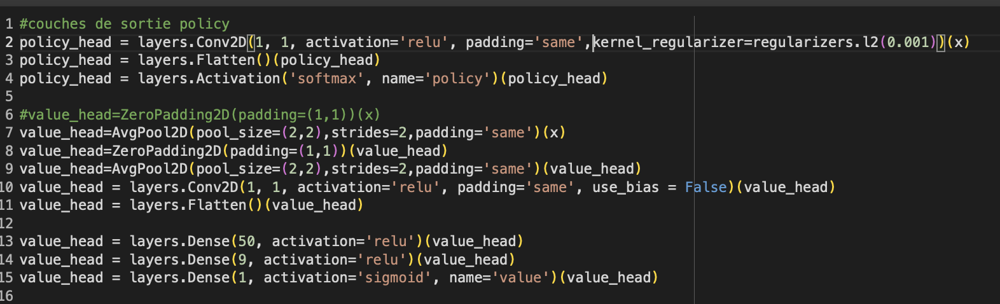 1 #couches de sortie policy
2 policy_head = layers.Conv2D(1, 1, activation='relu', padding='same',kernel_regularizer=regularizers.l2(0.001))(x)
3 policy_head = layers.Flatten()(policy_head)
4 policy_head = layers.Activation('softmax', name='policy')(policy_head)
5
6 #value_head=ZeroPadding2D(padding=(1,1))(x)
7 value_head=AvgPool2D(pool_size=(2,2),strides=2,padding='same')(x)
8 value_head=ZeroPadding2D(padding=(1,1))(value_head)
9 value_head=AvgPool2D(pool_size=(2,2),strides=2,padding='same')(value_head)
10 value_head = layers.Conv2D(1, 1, activation='relu', padding='same', use_bias = False)(value_head)
11 value_head = layers.Flatten()(value_head)
12
13 value_head = layers.Dense(50, activation='relu')(value_head)
14 value_head = layers.Dense(9, activation='relu')(value_head)
15 value_head = layers.Dense(1, activation='sigmoid', name='value')(value_head)
16